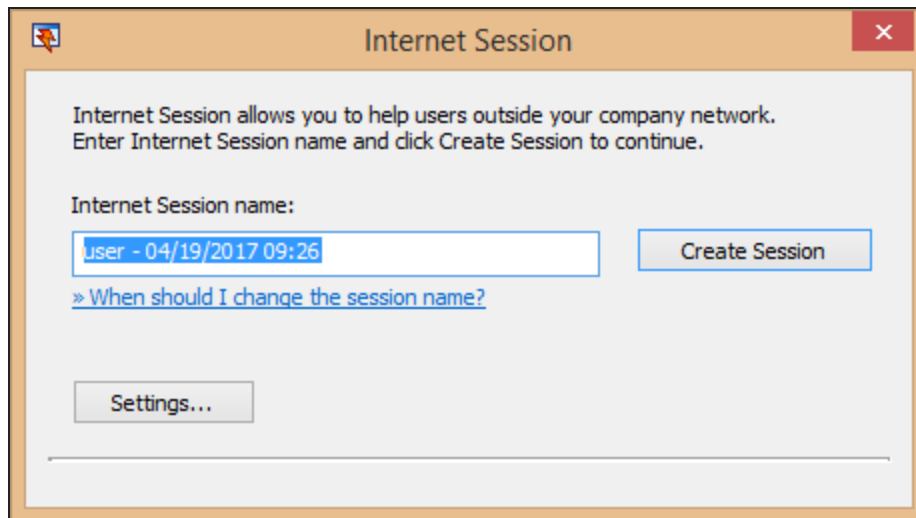 Internet Session
Internet Session allows you to help users outside your company network.
Enter Internet Session name and click Create Session to continue.
Internet Session name:
user - 04/19/2017 09:26
Create Session
» When should I change the session name?
Settings...